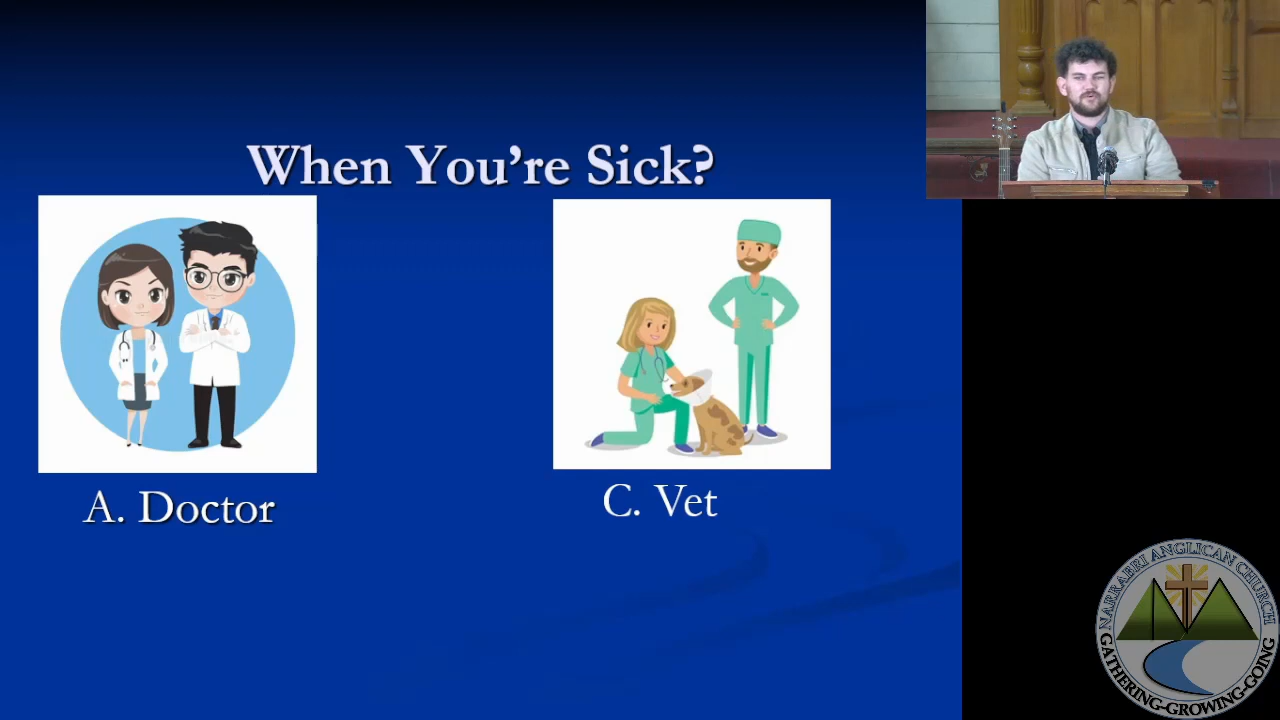 When You’re Sick?
A. Doctor
C. Vet
NARRABRI ANGLICAN CHURCH
GATHERING-GROWING-GOING